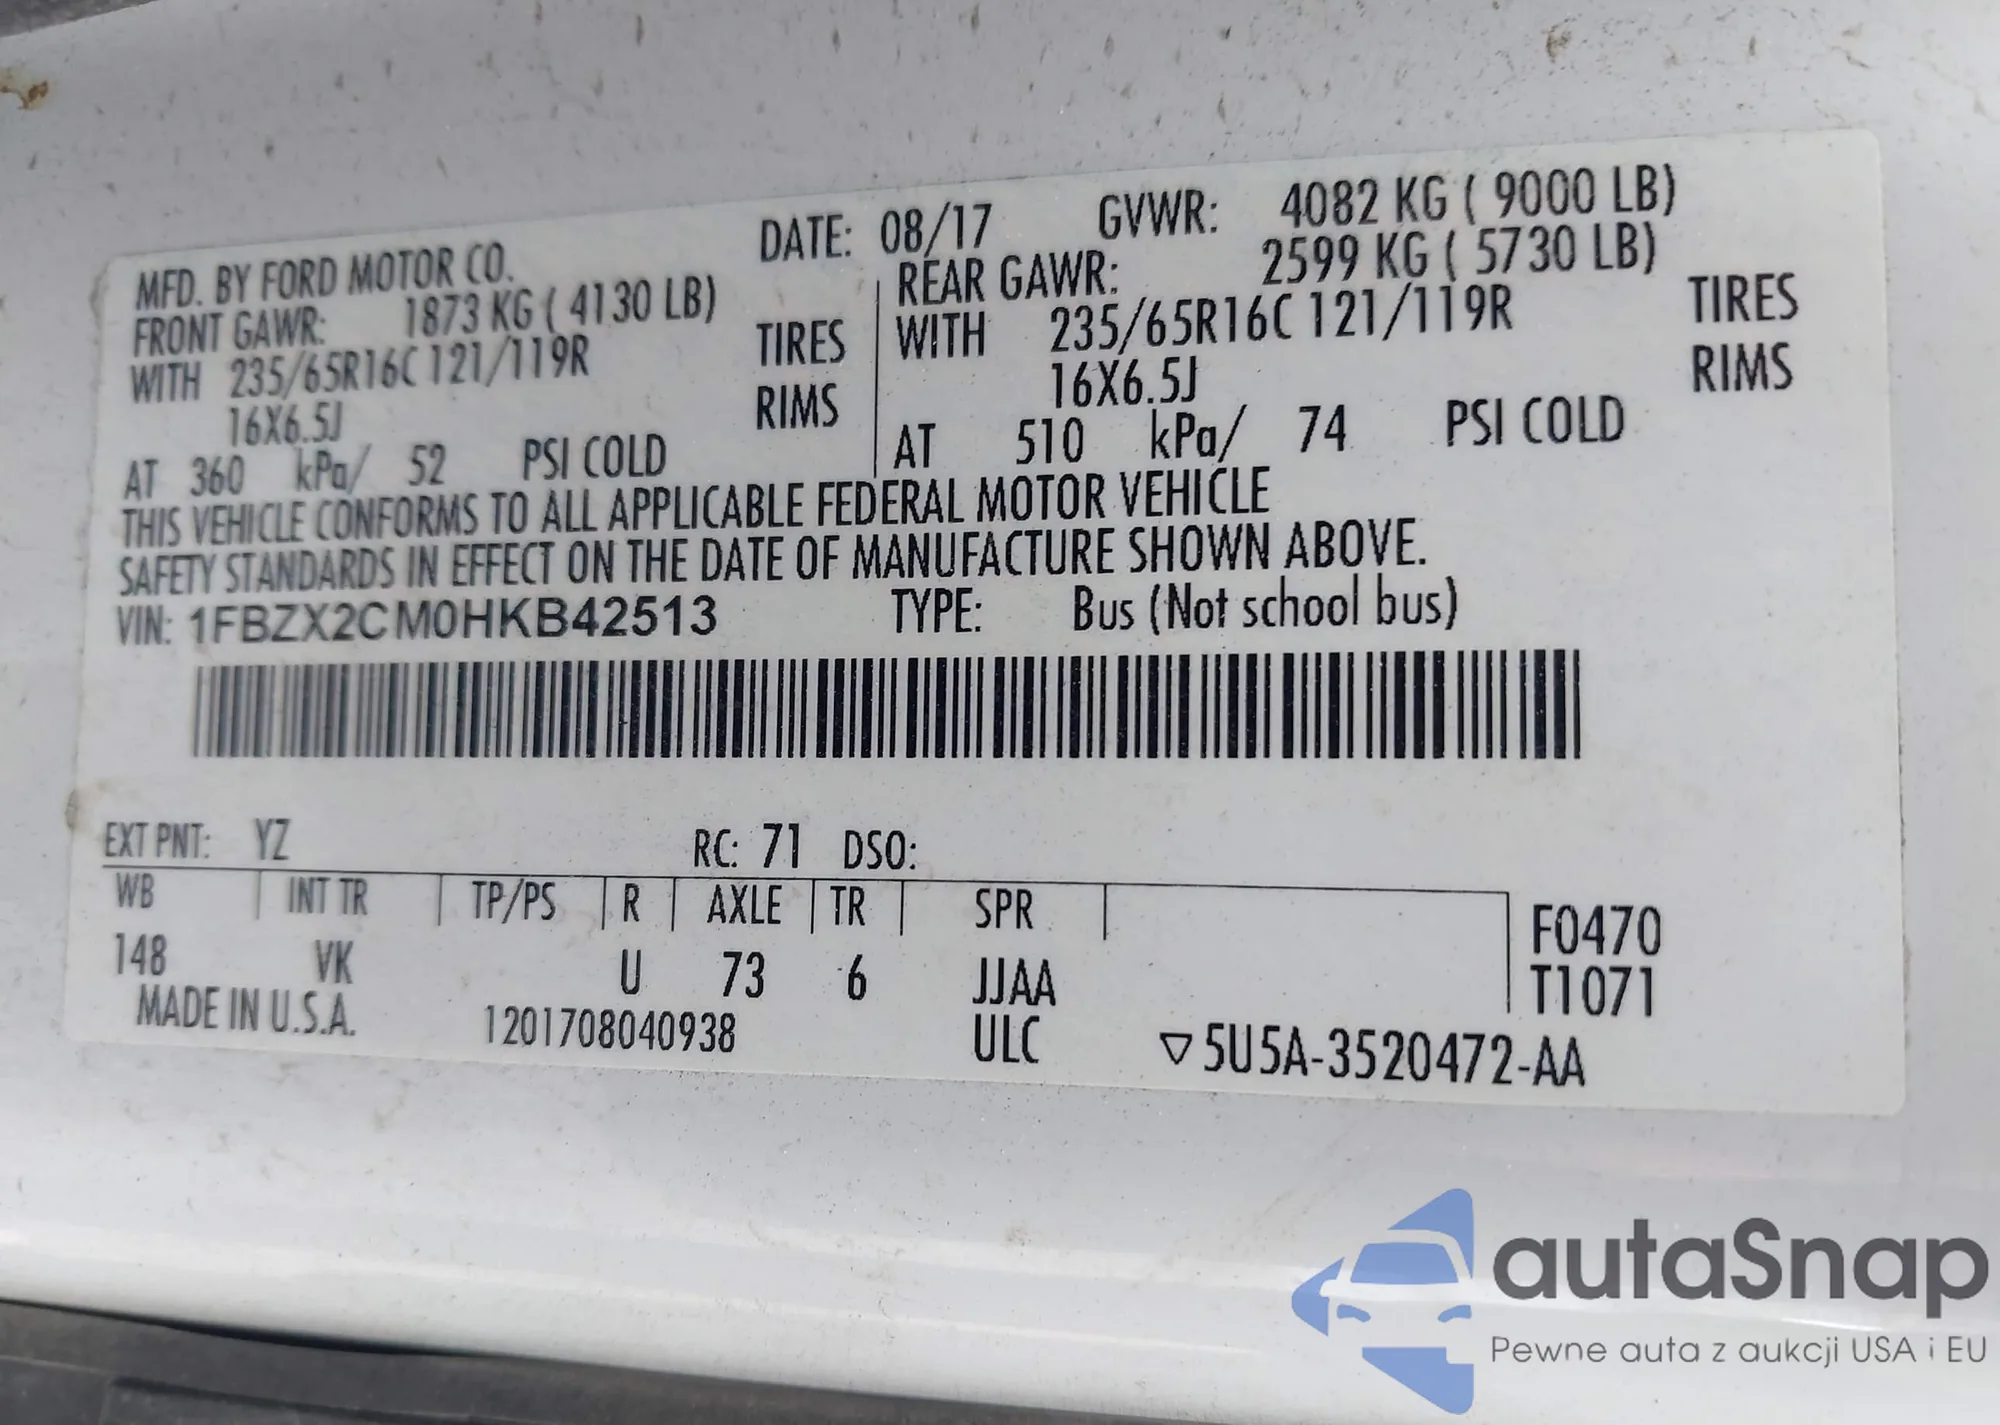 MFD. BY FORD MOTOR CO. DATE: 08/17 GVWR: 4082 KG ( 9000 LB)
FRONT GAWR: 1873 KG ( 4130 LB) REAR GAWR: 2599 KG ( 5730 LB)
WITH 235/65R16C 121/119R TIRES WITH 235/65R16C 121/119R TIRES
16X6.5J RIMS 16X6.5J RIMS
AT 360 kPa/ 52 PSI COLD AT 510 kPa/ 74 PSI COLD
THIS VEHICLE CONFORMS TO ALL APPLICABLE FEDERAL MOTOR VEHICLE
SAFETY STANDARDS IN EFFECT ON THE DATE OF MANUFACTURE SHOWN ABOVE.
VIN: 1FBZX2CM0HKB42513 TYPE: Bus (Not school bus)
EXT PNT: YZ RC: 71 DSO:
WB INT TR TP/PS R AXLE TR SPR F0470
148 VK U 73 6 JJAA T1071
MADE IN U.S.A. 1201708040938 ULC ▽5U5A-3520472-AA
autaSnap
Pewne auta z aukcji USA i EU